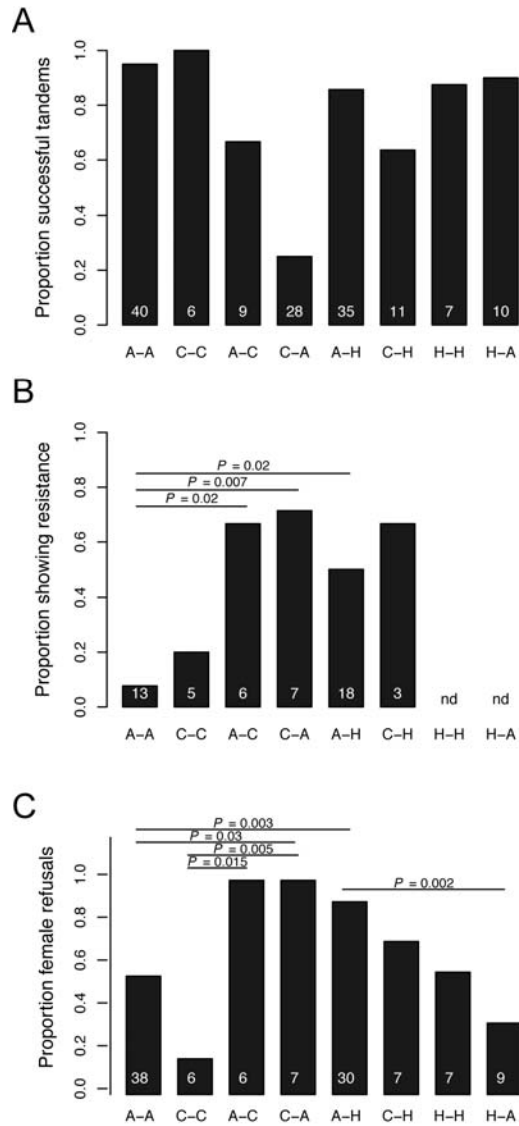 A
Proportion successful tandems
1.0
0.8
0.6
0.4
0.2
0.0
40 6 9 28 35 11 7 10
A–A C–C A–C C–A A–H C–H H–H H–A
B
Proportion showing resistance
1.0
0.8
0.6
0.4
0.2
0.0
P = 0.02
P = 0.007
P = 0.02
13 5 6 7 18 3 nd nd
A–A C–C A–C C–A A–H C–H H–H H–A
C
Proportion female refusals
1.0
0.8
0.6
0.4
0.2
0.0
P = 0.003
P = 0.03
P = 0.005
P = 0.015
P = 0.002
38 6 6 7 30 7 7 9
A–A C–C A–C C–A A–H C–H H–H H–A